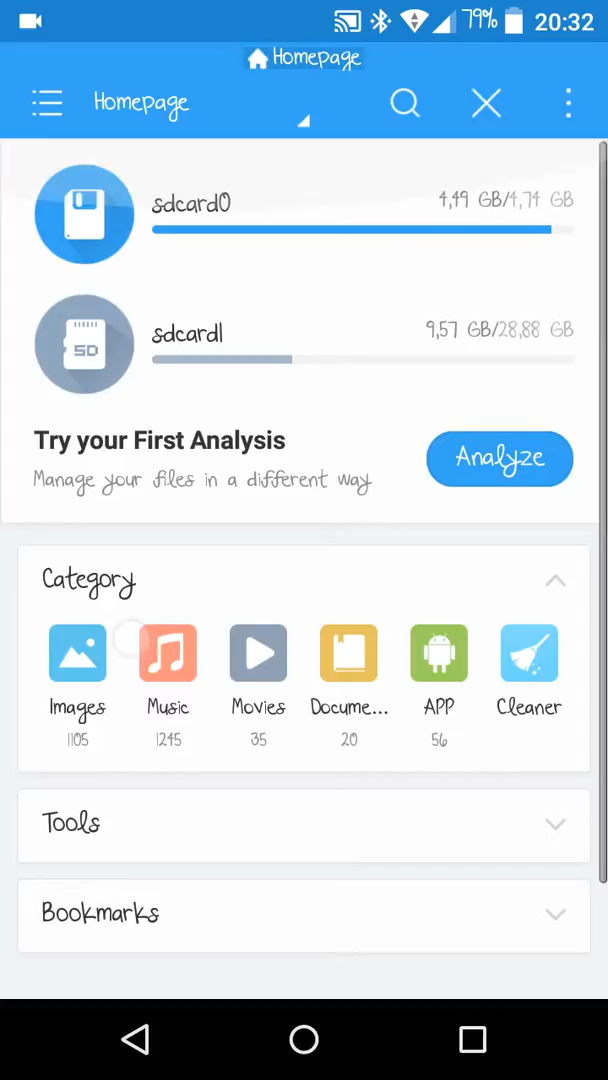 79% 20:32
Homepage
Homepage
sdcard0 4,49 GB/4,74 GB
sdcard1 9,57 GB/28,88 GB
SD
Try your First Analysis
Analyze
Manage your files in a different way
Category
Images Music Movies Docume... APP Cleaner
1105 1245 35 20 56
Tools
Bookmarks